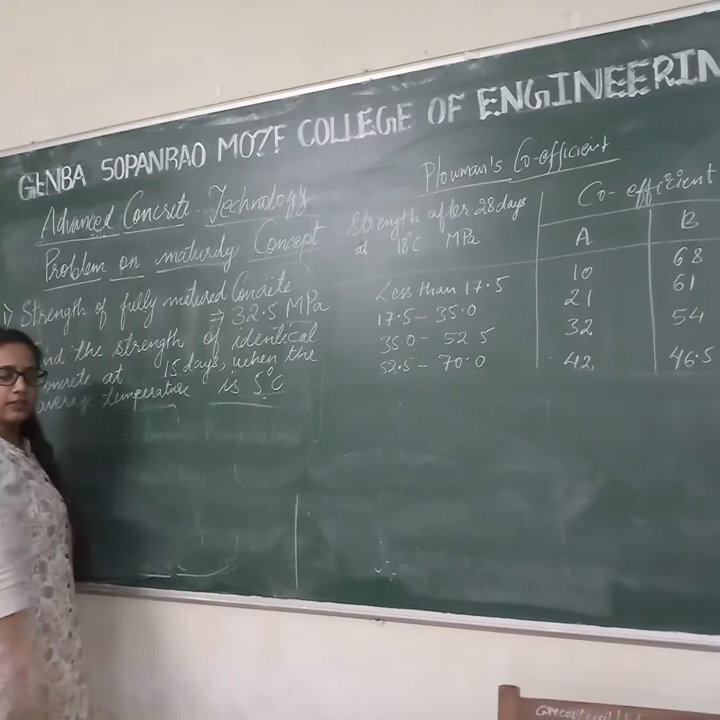 GENBA SOPANRAO MOZE COLLEGE OF ENGINEERIN
Advanced Concrete Technology
Problem on maturity Concept
1) Strength of fully matured Concrete
⇒ 32.5 MPa
ind the strength of identical
oncrete at 15 days, when the
average temperature is 5°C
Plowman's Co-efficient
Strength after 28 days
at 18°C MPa
Co-efficient
A B
Less than 17.5 10 68
17.5 - 35.0 21 61
35.0 - 52.5 32 54
52.5 - 70.0 42. 46.5